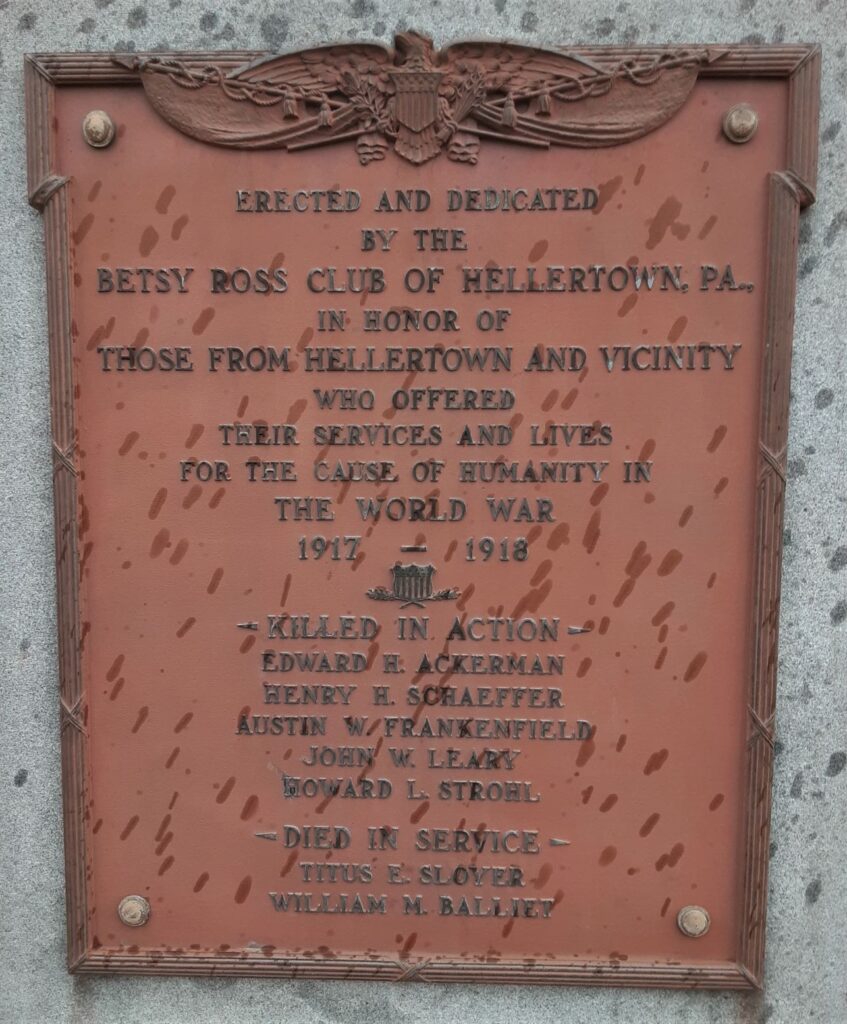 ERECTED AND DEDICATED
BY THE
BETSY ROSS CLUB OF HELLERTOWN, PA.,
IN HONOR OF
THOSE FROM HELLERTOWN AND VICINITY
WHO OFFERED
THEIR SERVICES AND LIVES
FOR THE CAUSE OF HUMANITY IN
THE WORLD WAR
1917 — 1918
- KILLED IN ACTION -
EDWARD H. ACKERMAN
HENRY H. SCHAEFFER
AUSTIN W. FRANKENFIELD
JOHN W. LEARY
HOWARD L. STROHL
- DIED IN SERVICE -
TITUS E. SLOYER
WILLIAM M. BALLIET